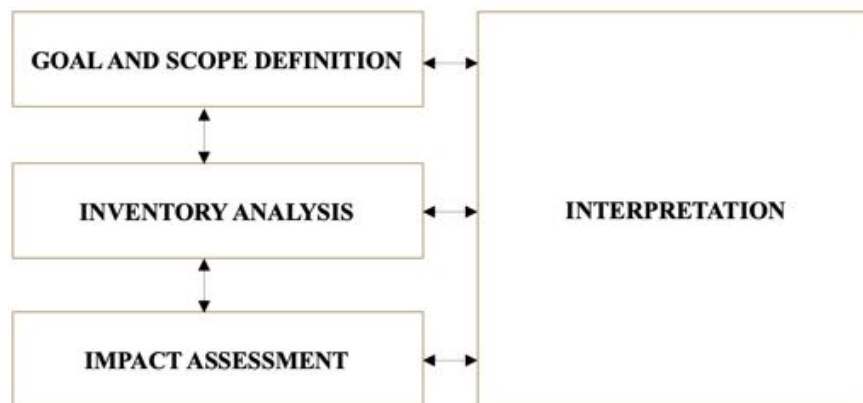 GOAL AND SCOPE DEFINITION
INVENTORY ANALYSIS
INTERPRETATION
IMPACT ASSESSMENT